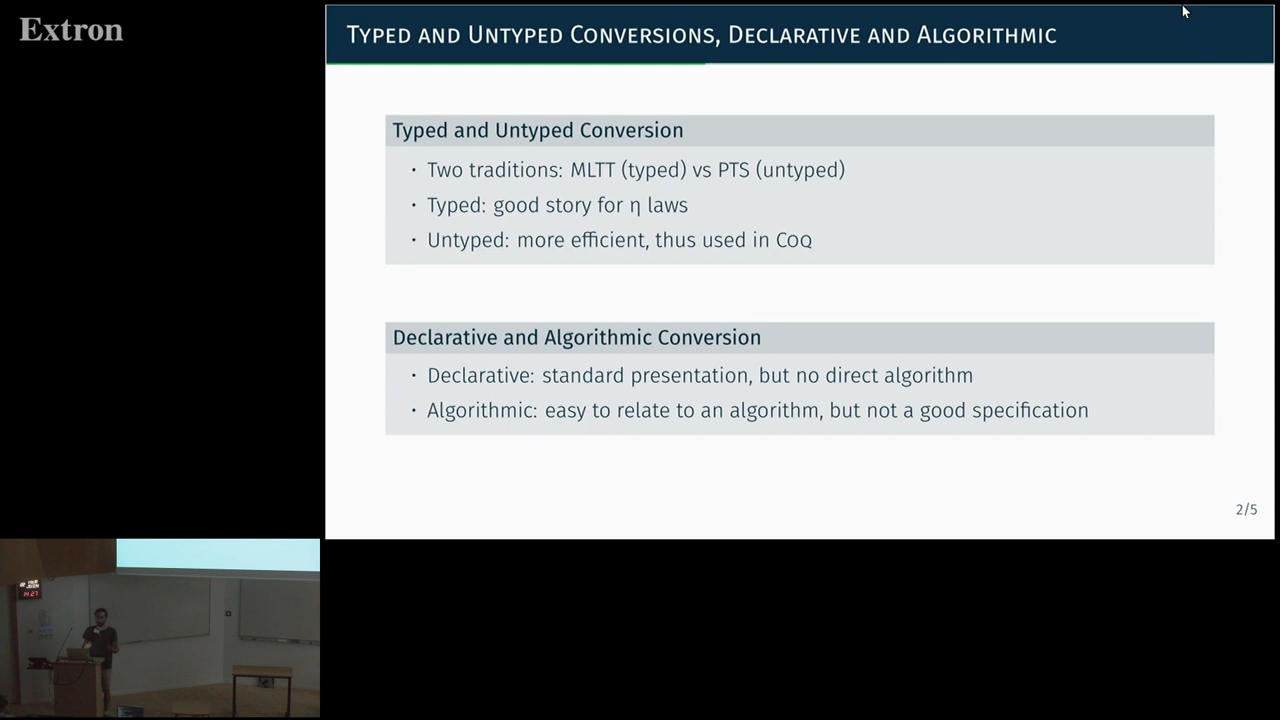 Extron
Typed and Untyped Conversions, Declarative and Algorithmic
Typed and Untyped Conversion
· Two traditions: MLTT (typed) vs PTS (untyped)
· Typed: good story for η laws
· Untyped: more efficient, thus used in Coq
Declarative and Algorithmic Conversion
· Declarative: standard presentation, but no direct algorithm
· Algorithmic: easy to relate to an algorithm, but not a good specification
2/5
14:27